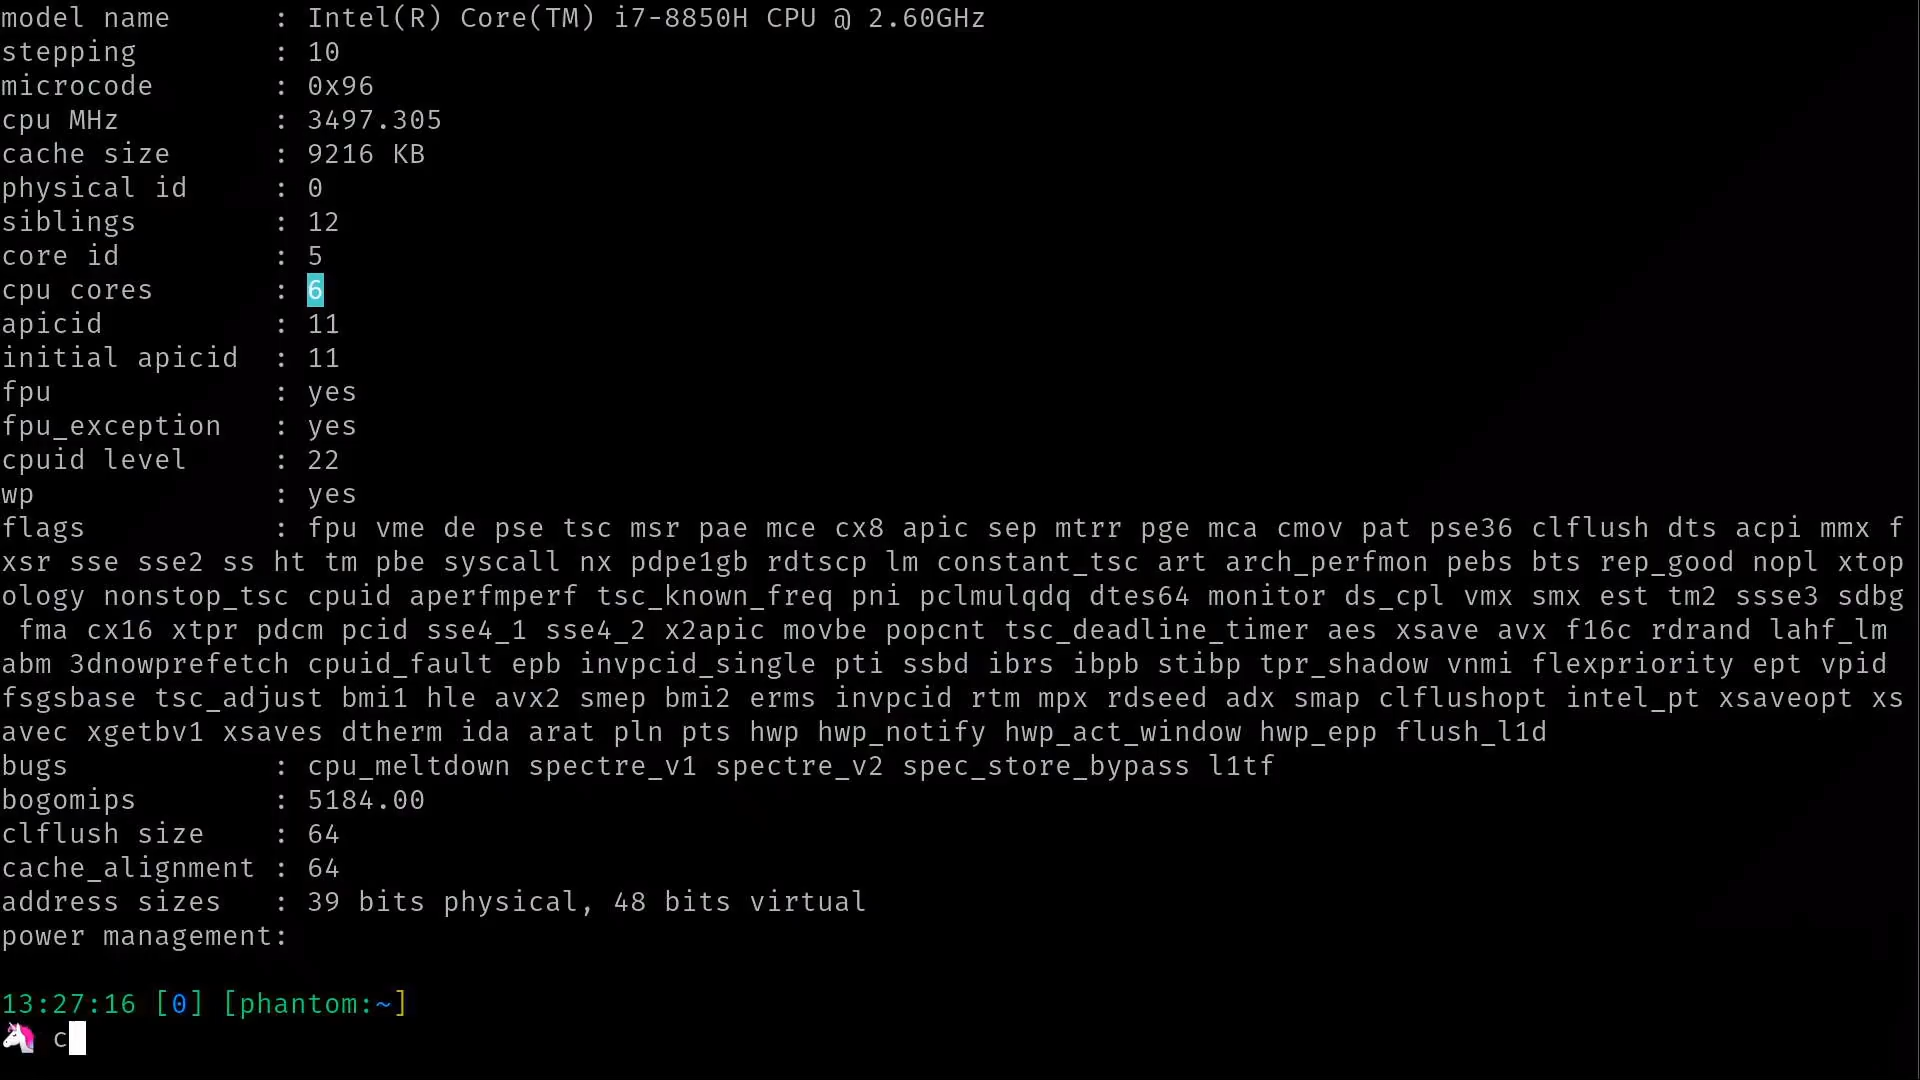 model name      : Intel(R) Core(TM) i7-8850H CPU @ 2.60GHz
stepping        : 10
microcode       : 0x96
cpu MHz         : 3497.305
cache size      : 9216 KB
physical id     : 0
siblings        : 12
core id         : 5
cpu cores       : 6
apicid          : 11
initial apicid  : 11
fpu             : yes
fpu_exception   : yes
cpuid level     : 22
wp              : yes
flags           : fpu vme de pse tsc msr pae mce cx8 apic sep mtrr pge mca cmov pat pse36 clflush dts acpi mmx f
xsr sse sse2 ss ht tm pbe syscall nx pdpe1gb rdtscp lm constant_tsc art arch_perfmon pebs bts rep_good nopl xtop
ology nonstop_tsc cpuid aperfmperf tsc_known_freq pni pclmulqdq dtes64 monitor ds_cpl vmx smx est tm2 ssse3 sdbg
 fma cx16 xtpr pdcm pcid sse4_1 sse4_2 x2apic movbe popcnt tsc_deadline_timer aes xsave avx f16c rdrand lahf_lm
abm 3dnowprefetch cpuid_fault epb invpcid_single pti ssbd ibrs ibpb stibp tpr_shadow vnmi flexpriority ept vpid
fsgsbase tsc_adjust bmi1 hle avx2 smep bmi2 erms invpcid rtm mpx rdseed adx smap clflushopt intel_pt xsaveopt xs
avec xgetbv1 xsaves dtherm ida arat pln pts hwp hwp_notify hwp_act_window hwp_epp flush_l1d
bugs            : cpu_meltdown spectre_v1 spectre_v2 spec_store_bypass l1tf
bogomips        : 5184.00
clflush size    : 64
cache_alignment : 64
address sizes   : 39 bits physical, 48 bits virtual
power management:
13:27:16 [0] [phantom:~]
🦄 c